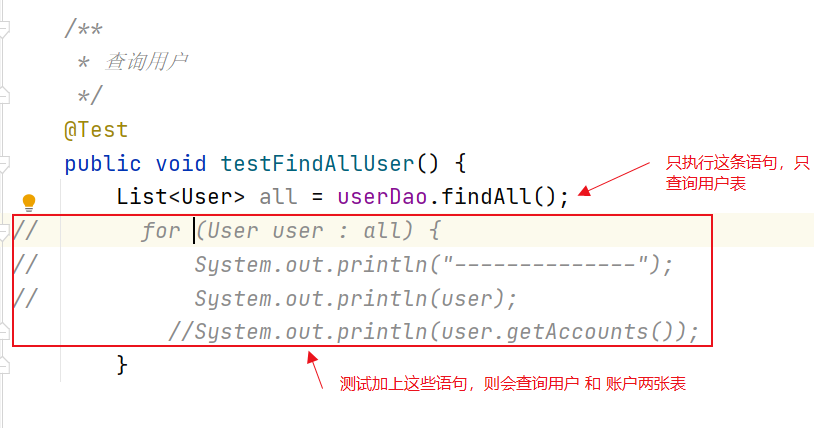 /**
* 查询用户
*/
@Test
public void testFindAllUser() {
只执行这条语句，只
查询用户表
List<User> all = userDao.findAll();
// for (User user : all) {
// System.out.println("--------------");
// System.out.println(user);
//System.out.println(user.getAccounts());
}
测试加上这些语句，则会查询用户 和 账户两张表